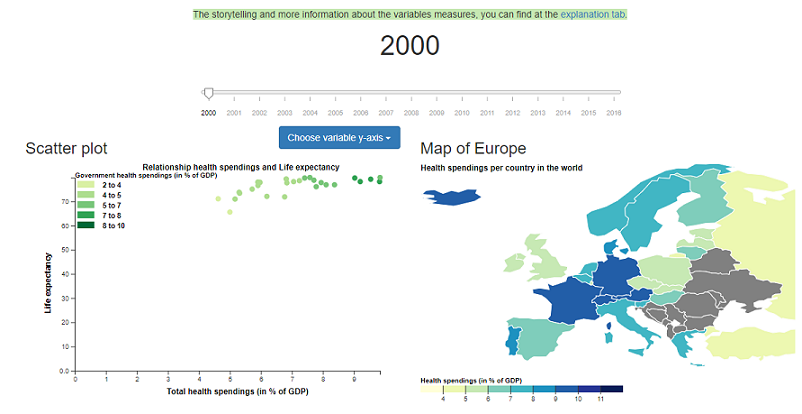 The storytelling and more information about the variables measures, you can find at the explanation tab.
2000
2000 2001 2002 2003 2004 2005 2006 2007 2008 2009 2010 2011 2012 2013 2014 2015 2016
Choose variable y-axis
Scatter plot
Relationship health spendings and Life expectancy
Government health spendings (in % of GDP)
2 to 4
4 to 5
5 to 7
7 to 8
8 to 10
70
60
50
40
30
20
10
0.0
Life expectancy
0 1 2 3 4 5 6 7 8 9
Total health spendings (in % of GDP)
Map of Europe
Health spendings per country in the world
Health spendings (in % of GDP)
4 5 6 7 8 9 10 11